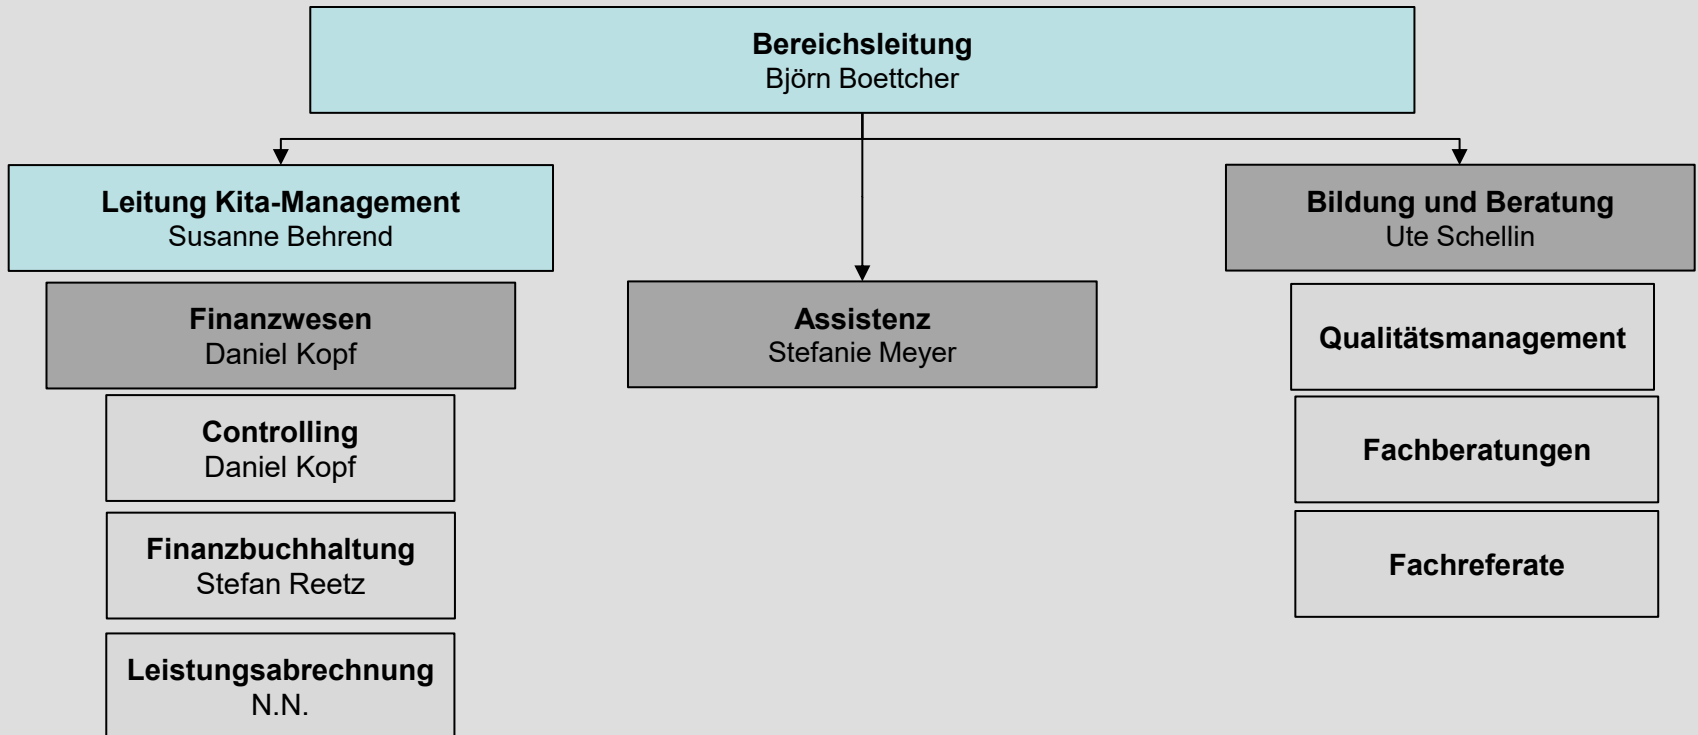 Bereichsleitung
Björn Boettcher
Leitung Kita-Management
Susanne Behrend
Bildung und Beratung
Ute Schellin
Finanzwesen
Daniel Kopf
Assistenz
Stefanie Meyer
Qualitätsmanagement
Controlling
Daniel Kopf
Fachberatungen
Finanzbuchhaltung
Stefan Reetz
Fachreferate
Leistungsabrechnung
N.N.